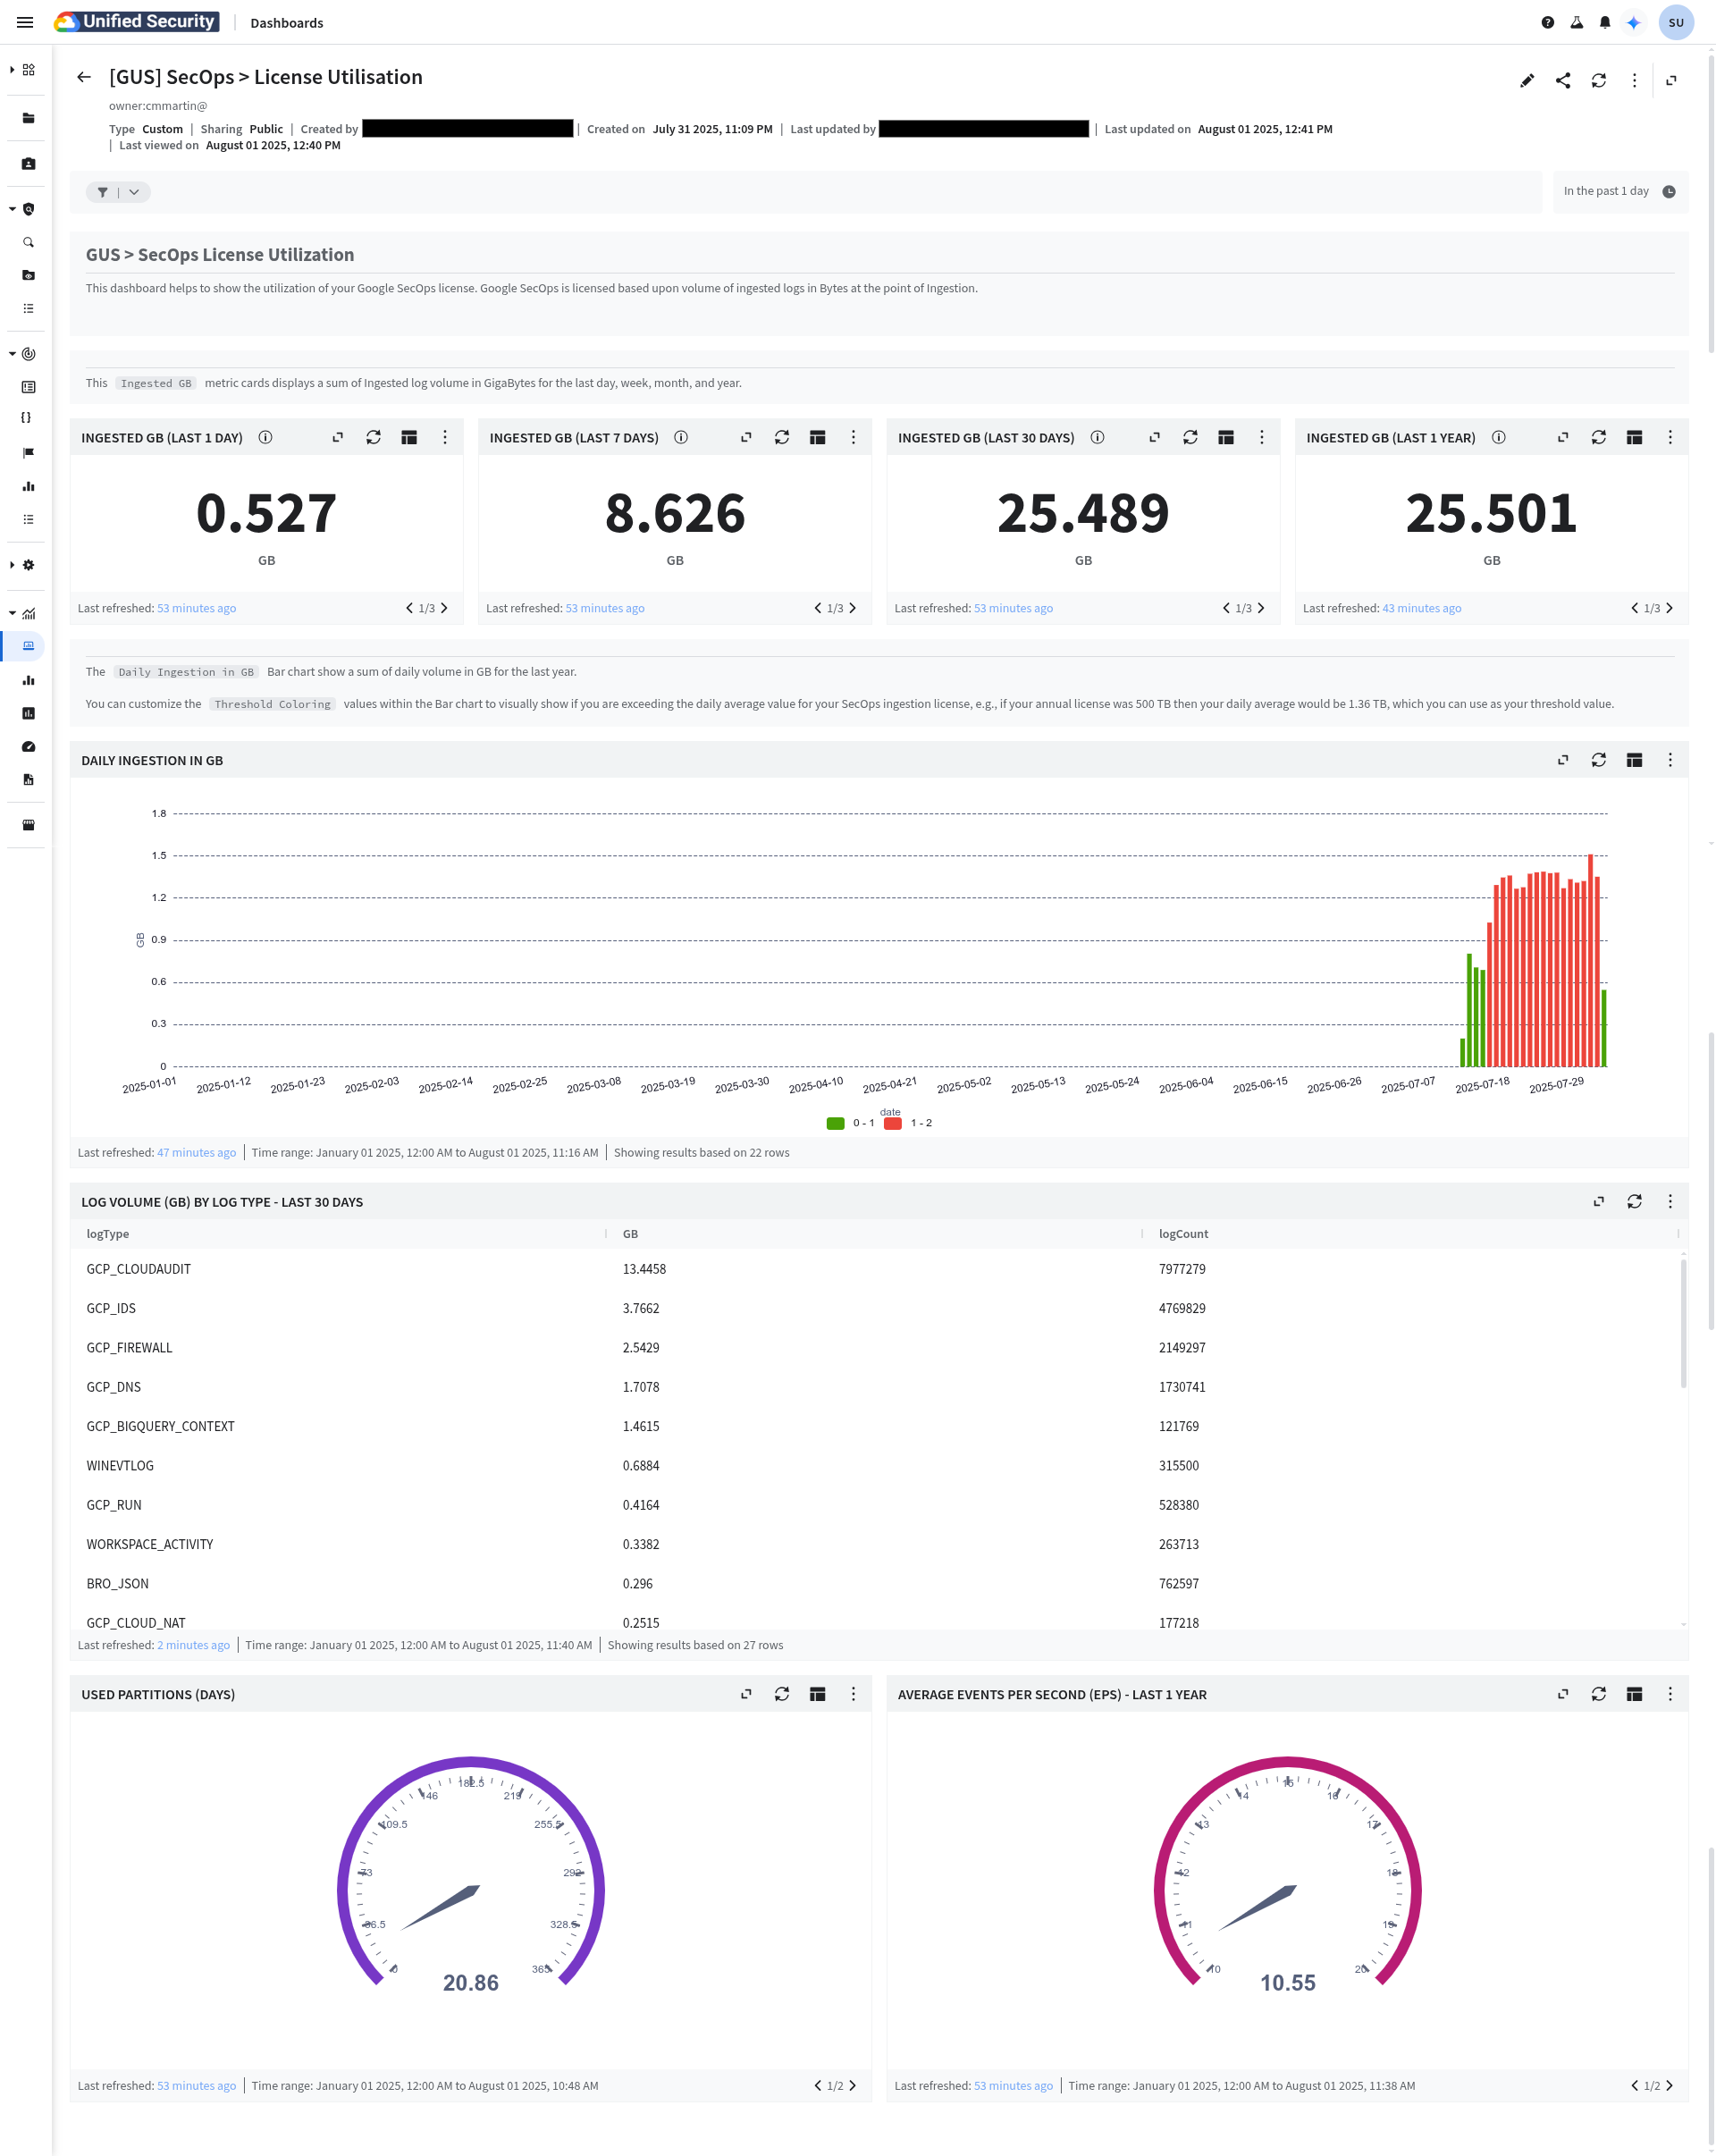 Unified Security | Dashboards
SU
[GUS] SecOps > License Utilisation
owner:cmmartin@
Type Custom | Sharing Public | Created by | Created on July 31 2025, 11:09 PM | Last updated by | Last updated on August 01 2025, 12:41 PM
| Last viewed on August 01 2025, 12:40 PM
In the past 1 day
GUS > SecOps License Utilization
This dashboard helps to show the utilization of your Google SecOps license. Google SecOps is licensed based upon volume of ingested logs in Bytes at the point of Ingestion.
This Ingested GB metric cards displays a sum of Ingested log volume in GigaBytes for the last day, week, month, and year.
INGESTED GB (LAST 1 DAY)
0.527
GB
Last refreshed: 53 minutes ago
1/3
INGESTED GB (LAST 7 DAYS)
8.626
GB
Last refreshed: 53 minutes ago
1/3
INGESTED GB (LAST 30 DAYS)
25.489
GB
Last refreshed: 53 minutes ago
1/3
INGESTED GB (LAST 1 YEAR)
25.501
GB
Last refreshed: 43 minutes ago
1/3
The Daily Ingestion in GB Bar chart show a sum of daily volume in GB for the last year.
You can customize the Threshold Coloring values within the Bar chart to visually show if you are exceeding the daily average value for your SecOps ingestion license, e.g., if your annual license was 500 TB then your daily average would be 1.36 TB, which you can use as your threshold value.
DAILY INGESTION IN GB
1.8
1.5
1.2
0.9
0.6
0.3
0
GB
2025-01-01 2025-01-12 2025-01-23 2025-02-03 2025-02-14 2025-02-25 2025-03-08 2025-03-19 2025-03-30 2025-04-10 2025-04-21 2025-05-02 2025-05-13 2025-05-24 2025-06-04 2025-06-15 2025-06-26 2025-07-07 2025-07-18 2025-07-29
date
0 - 1 1 - 2
Last refreshed: 47 minutes ago | Time range: January 01 2025, 12:00 AM to August 01 2025, 11:16 AM | Showing results based on 22 rows
LOG VOLUME (GB) BY LOG TYPE - LAST 30 DAYS
logType GB logCount
GCP_CLOUDAUDIT 13.4458 7977279
GCP_IDS 3.7662 4769829
GCP_FIREWALL 2.5429 2149297
GCP_DNS 1.7078 1730741
GCP_BIGQUERY_CONTEXT 1.4615 121769
WINEVTLOG 0.6884 315500
GCP_RUN 0.4164 528380
WORKSPACE_ACTIVITY 0.3382 263713
BRO_JSON 0.296 762597
GCP_CLOUD_NAT 0.2515 177218
Last refreshed: 2 minutes ago | Time range: January 01 2025, 12:00 AM to August 01 2025, 11:40 AM | Showing results based on 27 rows
USED PARTITIONS (DAYS)
0
36.5
73
109.5
146
182.5
219
255.5
292
328.5
365
20.86
Last refreshed: 53 minutes ago | Time range: January 01 2025, 12:00 AM to August 01 2025, 10:48 AM
1/2
AVERAGE EVENTS PER SECOND (EPS) - LAST 1 YEAR
10
11
12
13
14
15
16
17
18
19
20
10.55
Last refreshed: 53 minutes ago | Time range: January 01 2025, 12:00 AM to August 01 2025, 11:38 AM
1/2